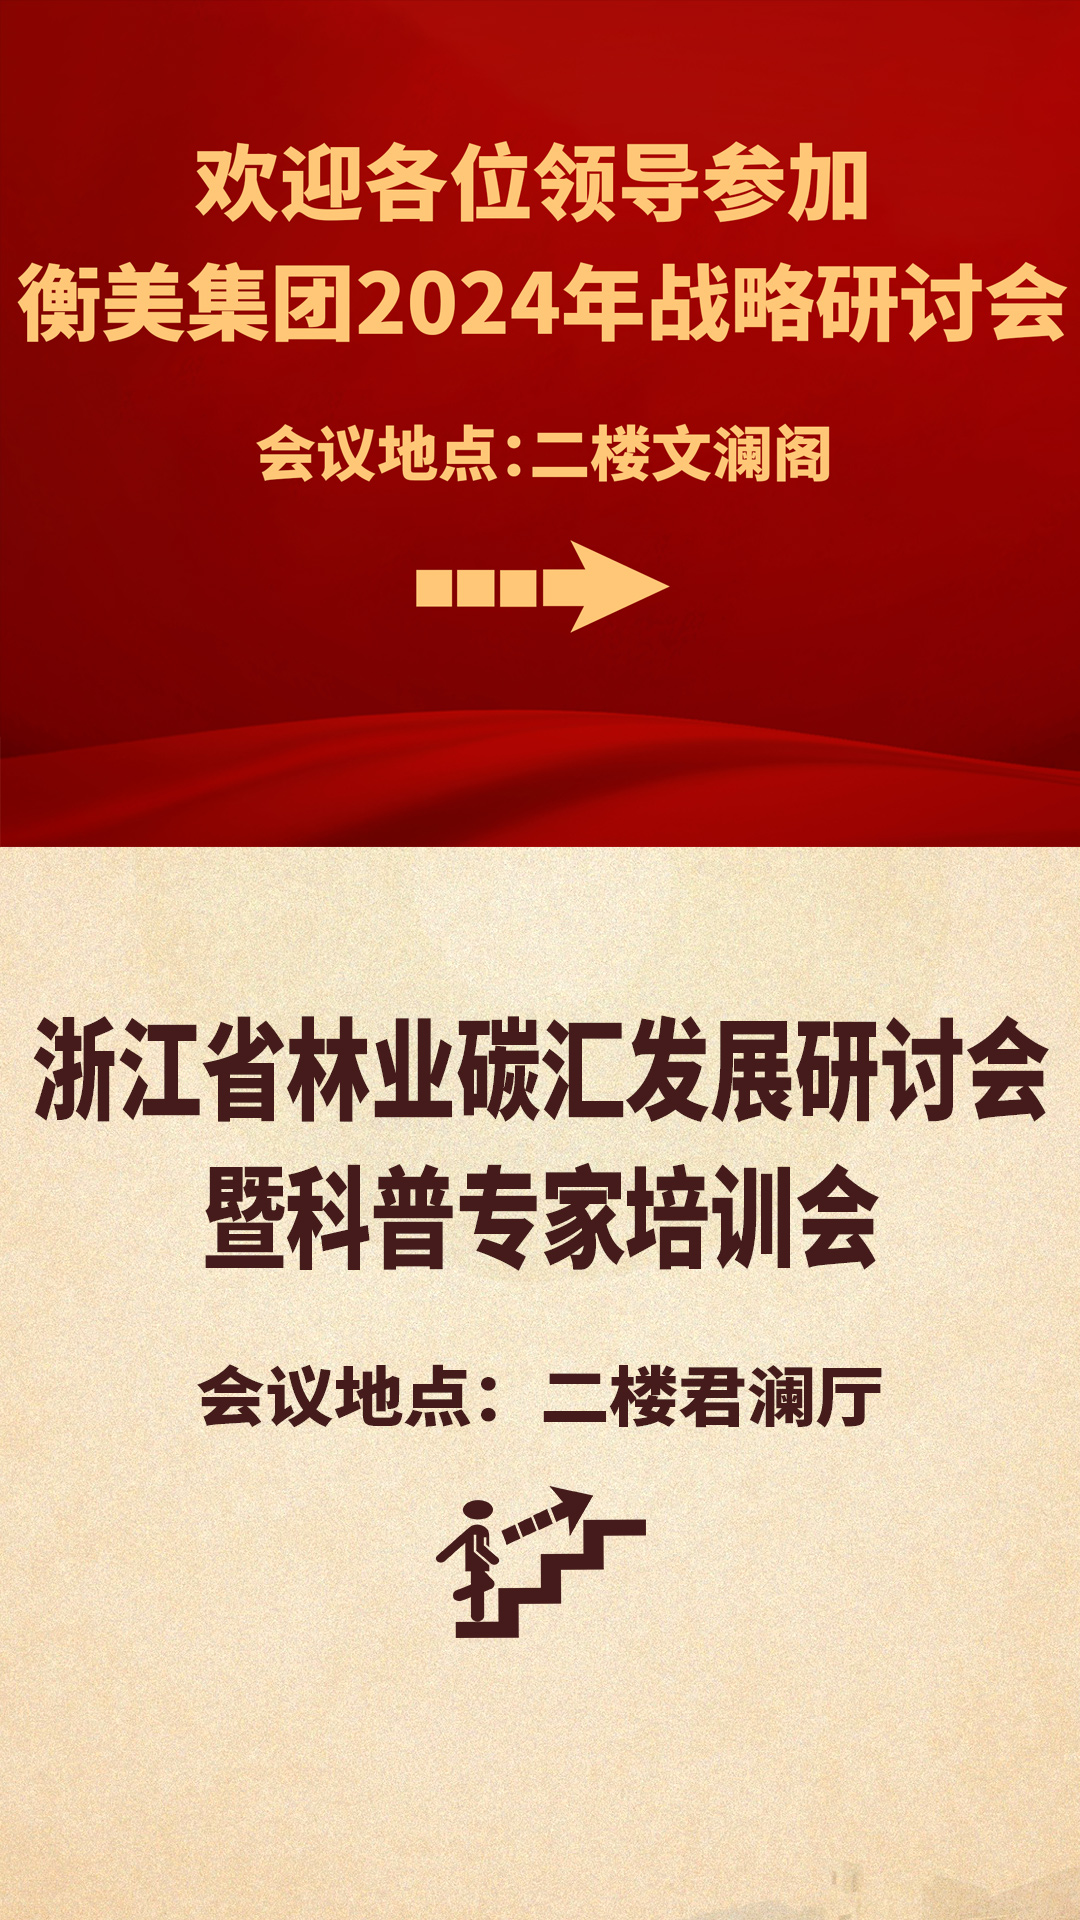 欢迎各位领导参加
衡美集团2024年战略研讨会
会议地点:二楼文澜阁
浙江省林业碳汇发展研讨会
暨科普专家培训会
会议地点：二楼君澜厅